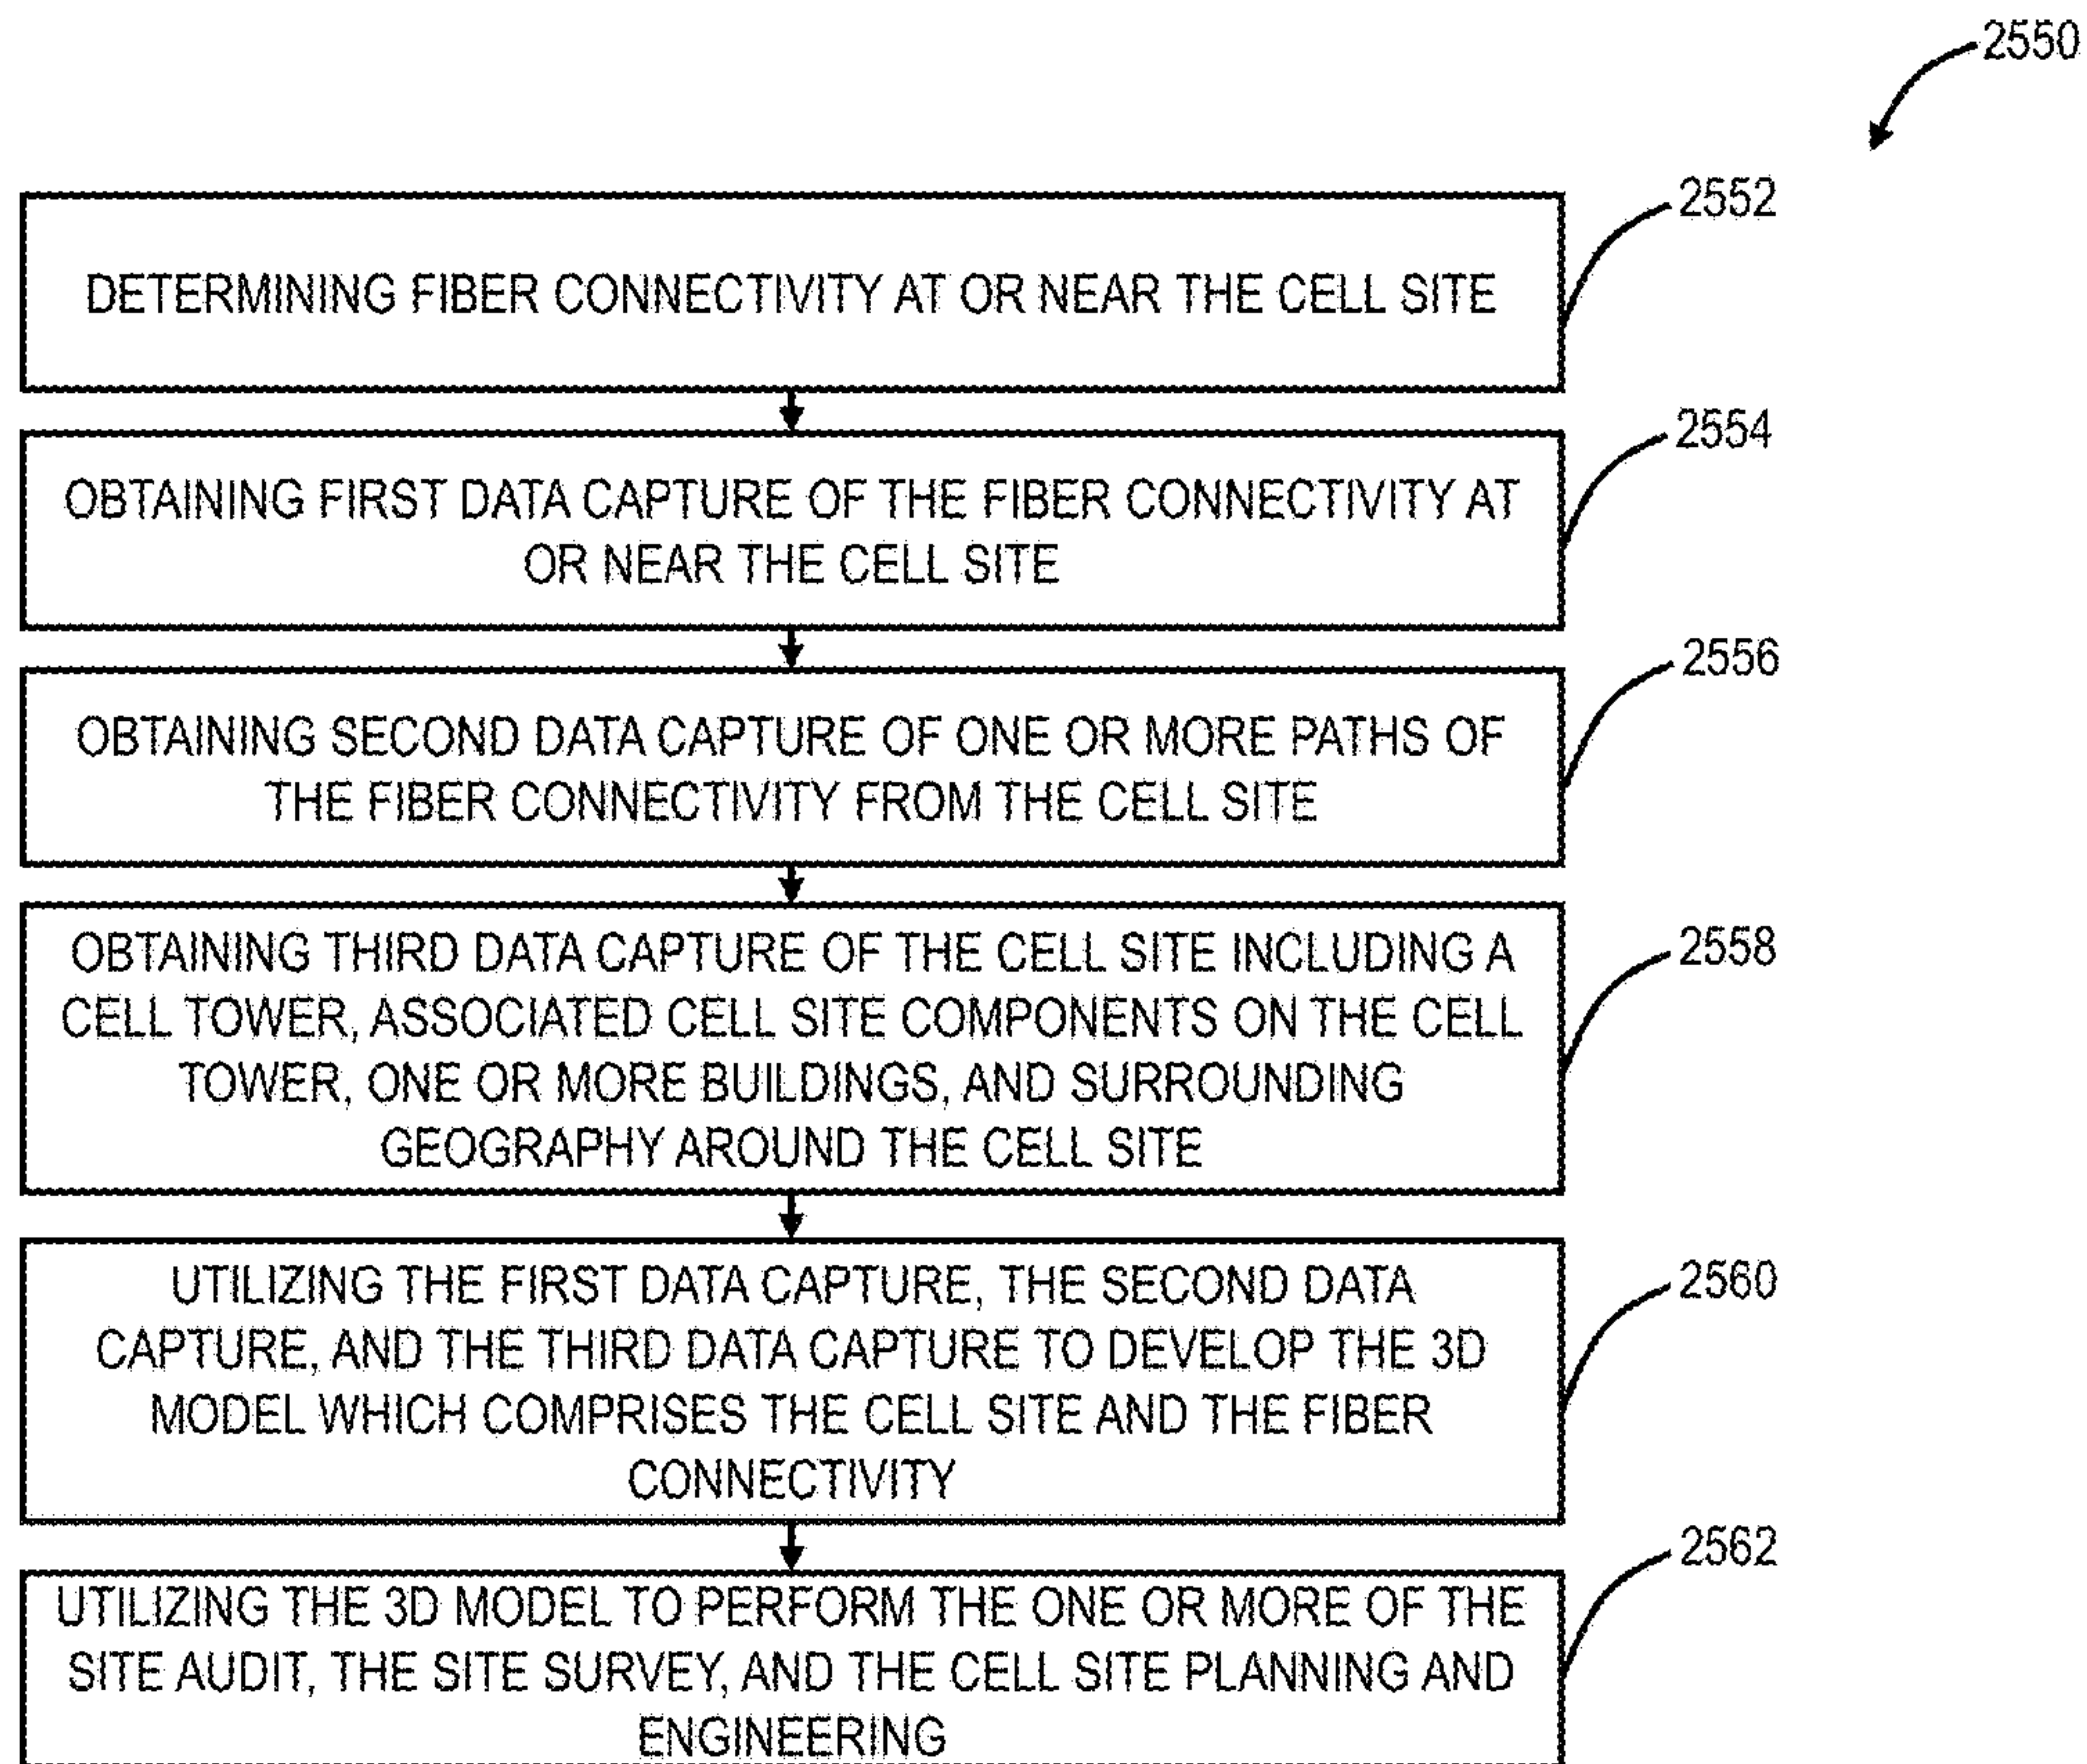 2550
2552
DETERMINING FIBER CONNECTIVITY AT OR NEAR THE CELL SITE
2554
OBTAINING FIRST DATA CAPTURE OF THE FIBER CONNECTIVITY AT
OR NEAR THE CELL SITE
2556
OBTAINING SECOND DATA CAPTURE OF ONE OR MORE PATHS OF
THE FIBER CONNECTIVITY FROM THE CELL SITE
2558
OBTAINING THIRD DATA CAPTURE OF THE CELL SITE INCLUDING A
CELL TOWER, ASSOCIATED CELL SITE COMPONENTS ON THE CELL
TOWER, ONE OR MORE BUILDINGS, AND SURROUNDING
GEOGRAPHY AROUND THE CELL SITE
2560
UTILIZING THE FIRST DATA CAPTURE, THE SECOND DATA
CAPTURE, AND THE THIRD DATA CAPTURE TO DEVELOP THE 3D
MODEL WHICH COMPRISES THE CELL SITE AND THE FIBER
CONNECTIVITY
2562
UTILIZING THE 3D MODEL TO PERFORM THE ONE OR MORE OF THE
SITE AUDIT, THE SITE SURVEY, AND THE CELL SITE PLANNING AND
ENGINEERING